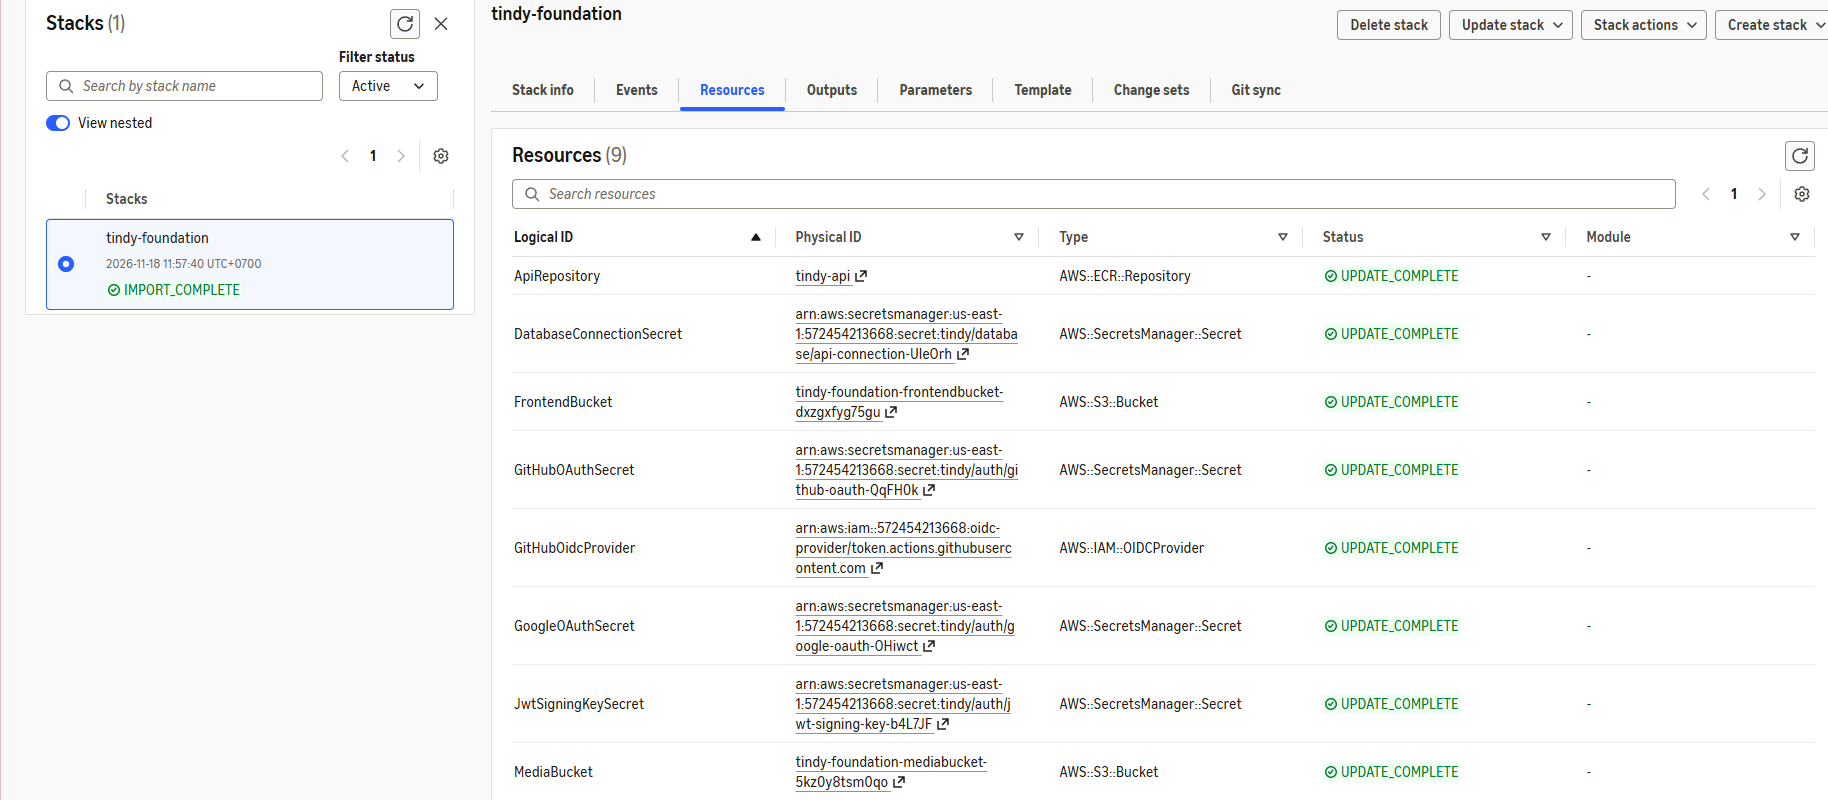 Stacks (1)
Filter status
Search by stack name
Active
View nested
1
Stacks
tindy-foundation
2026-11-18 11:57:40 UTC+0700
IMPORT_COMPLETE
tindy-foundation
Delete stack
Update stack
Stack actions
Create stack
Stack info
Events
Resources
Outputs
Parameters
Template
Change sets
Git sync
Resources (9)
Search resources
1
Logical ID
Physical ID
Type
Status
Module
ApiRepository
tindy-api
AWS::ECR::Repository
UPDATE_COMPLETE
-
DatabaseConnectionSecret
arn:aws:secretsmanager:us-east-
1:572454213668:secret:tindy/databa
se/api-connection-UleOrh
AWS::SecretsManager::Secret
UPDATE_COMPLETE
-
FrontendBucket
tindy-foundation-frontendbucket-
dxzgxfyg75gu
AWS::S3::Bucket
UPDATE_COMPLETE
-
GitHubOAuthSecret
arn:aws:secretsmanager:us-east-
1:572454213668:secret:tindy/auth/gi
thub-oauth-QqFH0k
AWS::SecretsManager::Secret
UPDATE_COMPLETE
-
GitHubOidcProvider
arn:aws:iam::572454213668:oidc-
provider/token.actions.githubuserc
ontent.com
AWS::IAM::OIDCProvider
UPDATE_COMPLETE
-
GoogleOAuthSecret
arn:aws:secretsmanager:us-east-
1:572454213668:secret:tindy/auth/g
oogle-oauth-OHiwct
AWS::SecretsManager::Secret
UPDATE_COMPLETE
-
JwtSigningKeySecret
arn:aws:secretsmanager:us-east-
1:572454213668:secret:tindy/auth/j
wt-signing-key-b4L7JF
AWS::SecretsManager::Secret
UPDATE_COMPLETE
-
MediaBucket
tindy-foundation-mediabucket-
5kz0y8tsm0qo
AWS::S3::Bucket
UPDATE_COMPLETE
-